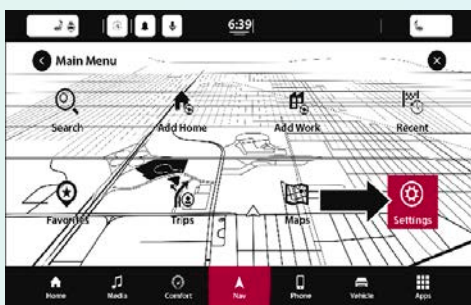 6:39
Main Menu
Search Add Home Add Work Recent
Favorites Trips Maps Settings
Home Media Comfort Nav Phone Vehicle Apps